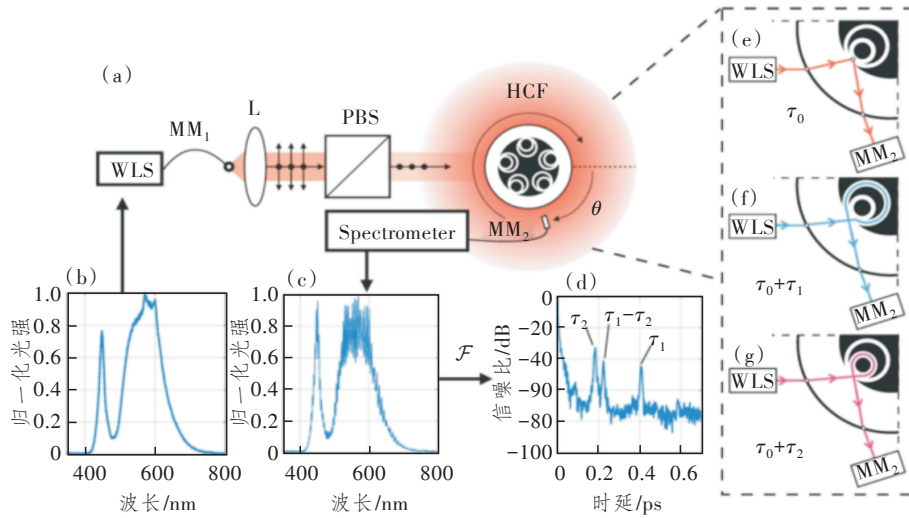 (a)
WLS
MM₁
L
PBS
HCF
θ
MM₂
Spectrometer
(b)
归一化光强
1.0
0.8
0.6
0.4
0.2
0
400
600
800
波长/nm
(c)
归一化光强
1.0
0.8
0.6
0.4
0.2
0
400
600
800
波长/nm
ℱ
(d)
信噪比/dB
0
−20
−40
−90
−80
−100
τ₂
τ₁−τ₂
τ₁
0
0.2
0.4
0.6
时延/ps
(e)
WLS
τ₀
MM₂
(f)
WLS
τ₀+τ₁
MM₂
(g)
WLS
τ₀+τ₂
MM₂